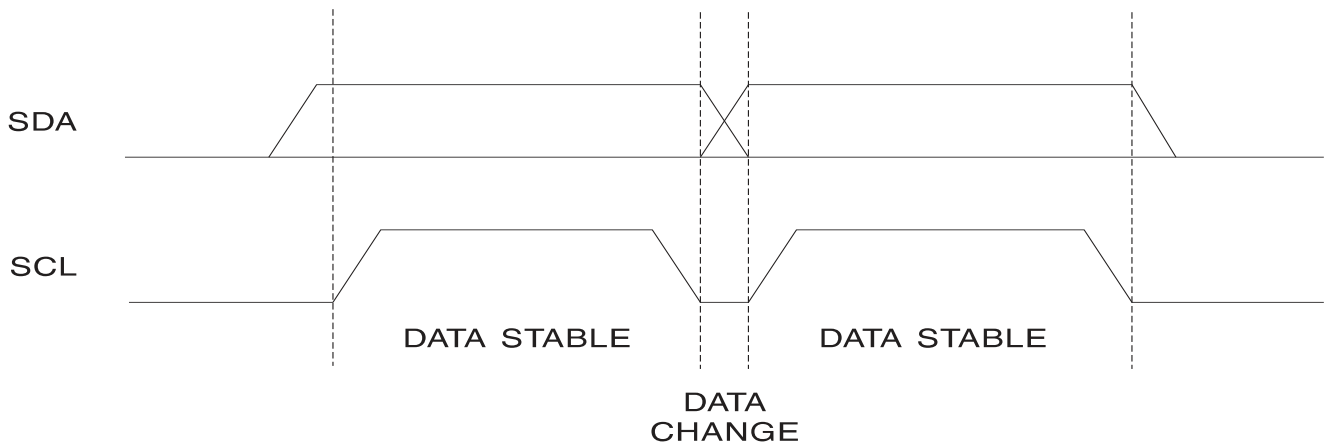 SDA
SCL
DATA STABLE
DATA STABLE
DATA
CHANGE